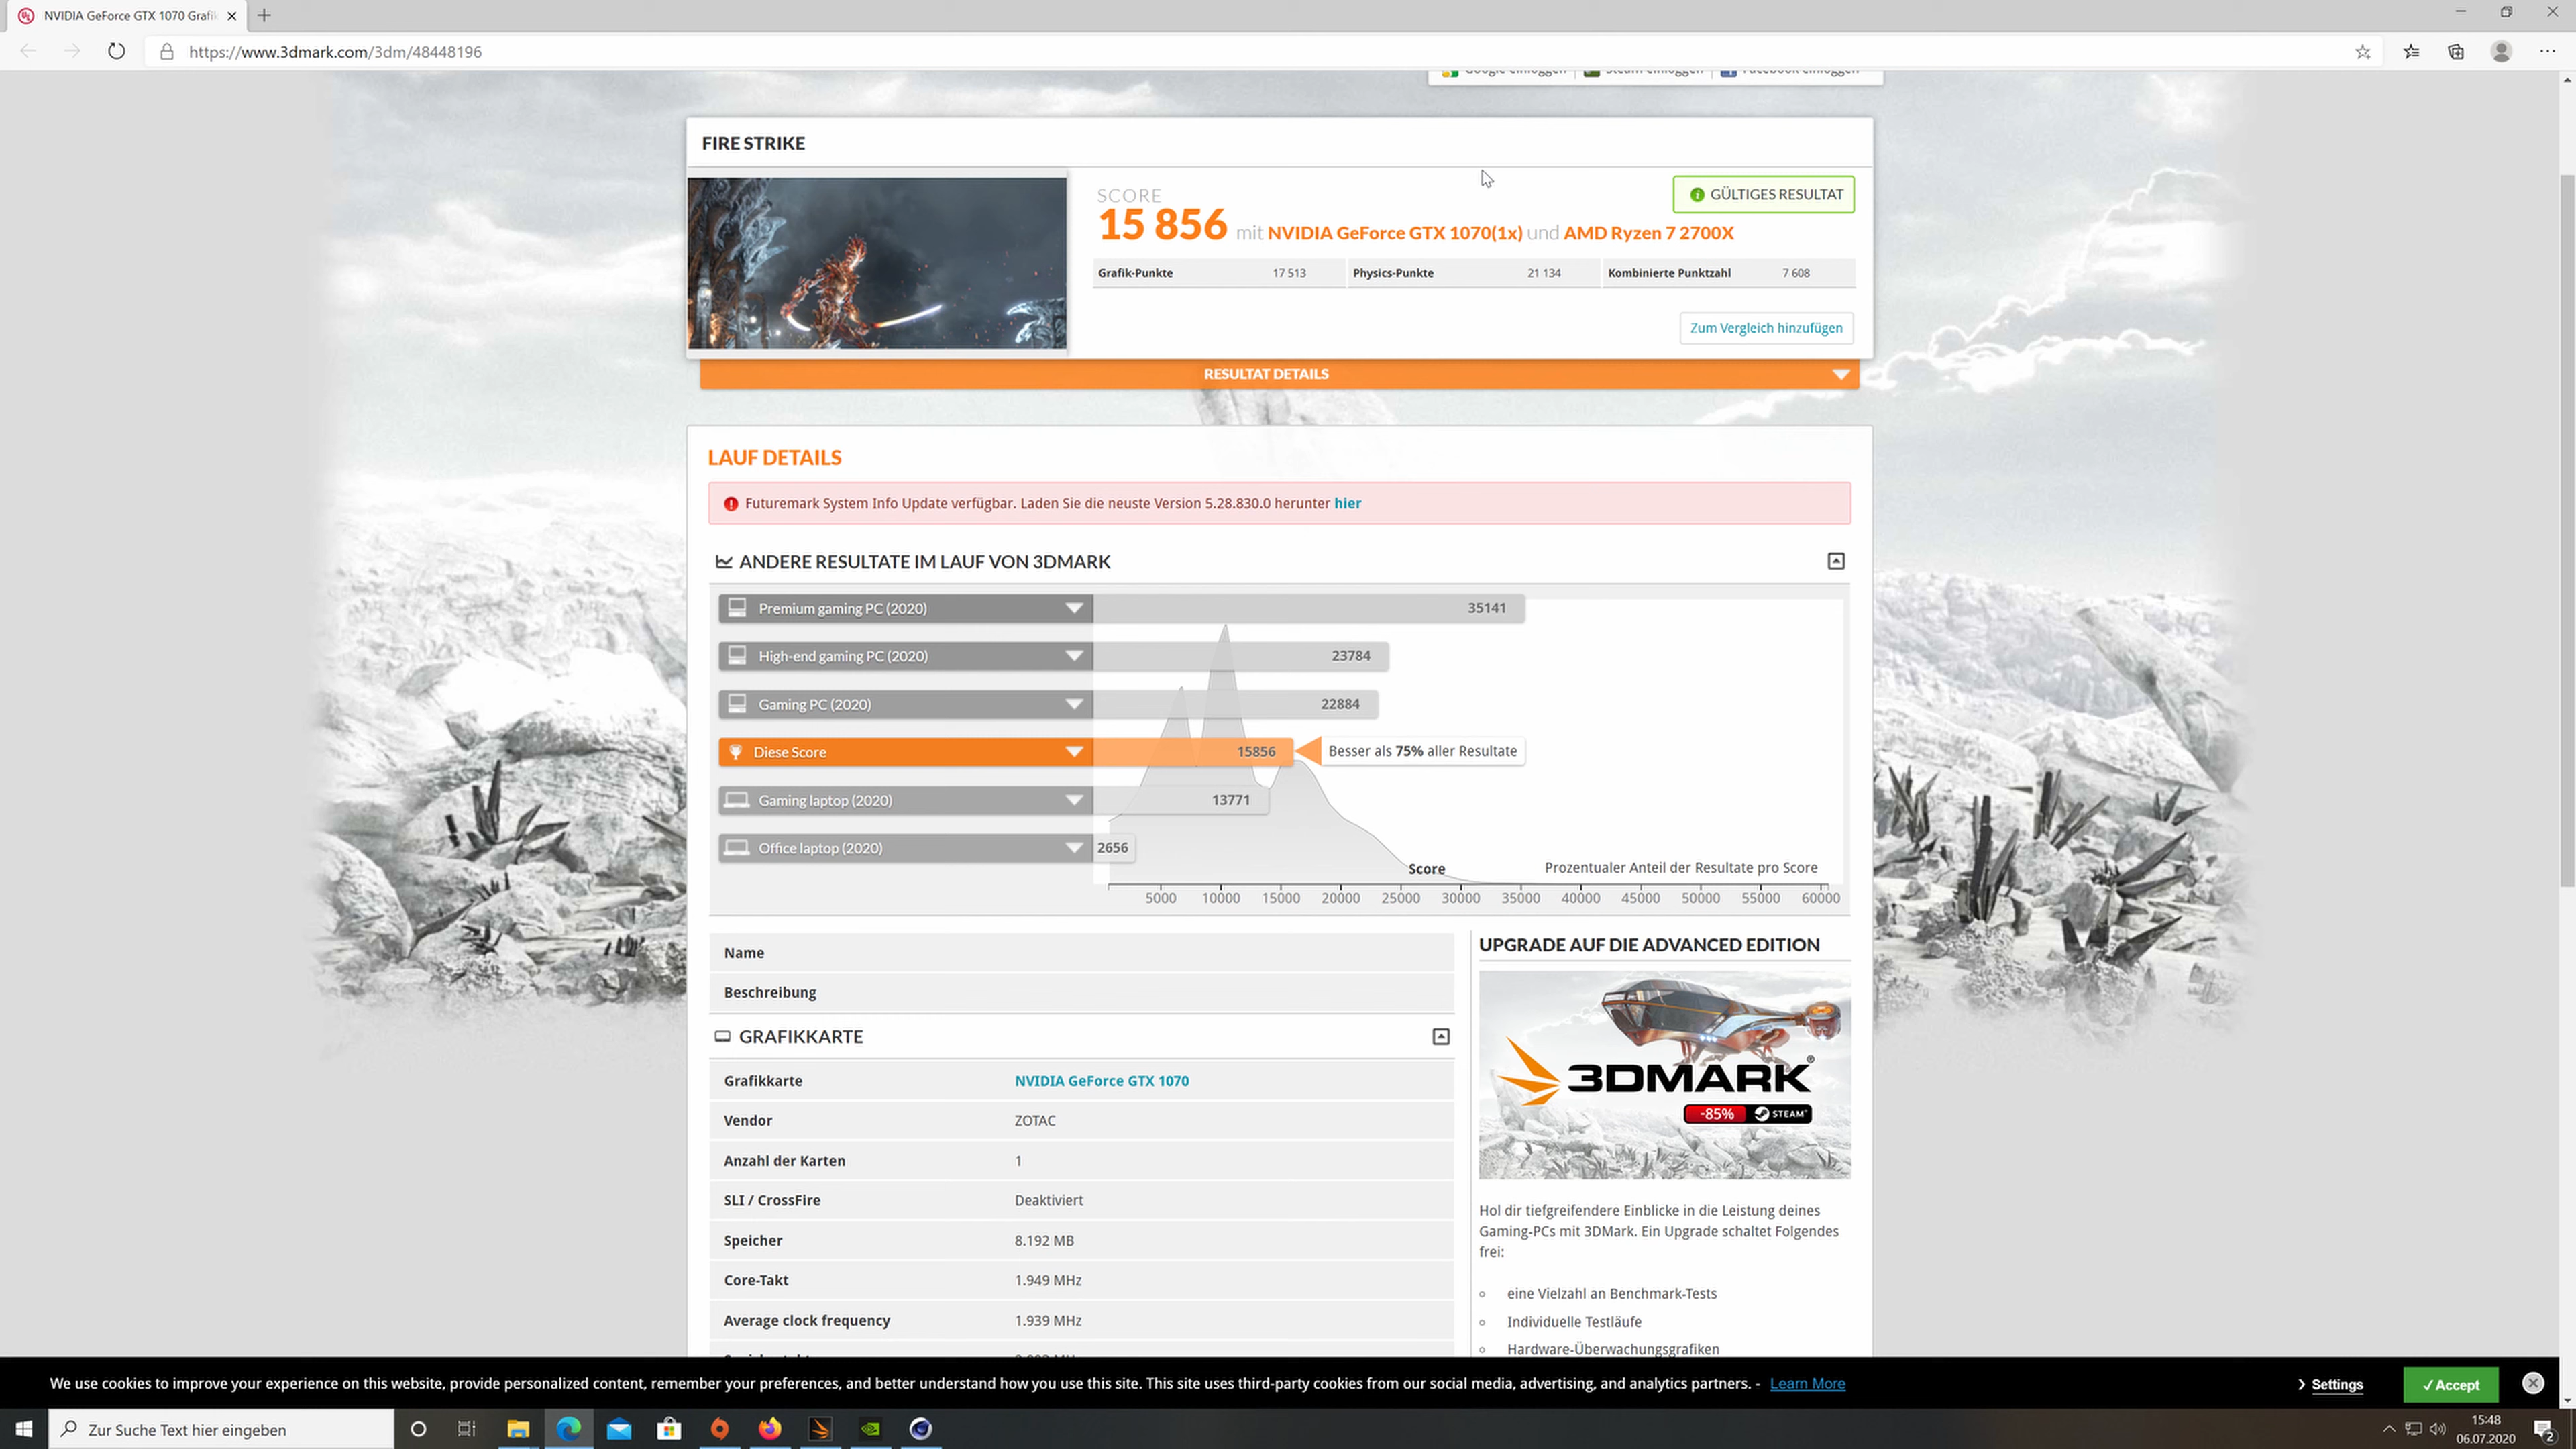 NVIDIA GeForce GTX 1070 Grafi
https://www.3dmark.com/3dm/48448196
Google einloggen Steam einloggen Facebook einloggen
FIRE STRIKE
SCORE
15 856 mit NVIDIA GeForce GTX 1070(1x) und AMD Ryzen 7 2700X
GÜLTIGES RESULTAT
Grafik-Punkte 17 513 Physics-Punkte 21 134 Kombinierte Punktzahl 7 608
Zum Vergleich hinzufügen
RESULTAT DETAILS
LAUF DETAILS
Futuremark System Info Update verfügbar. Laden Sie die neuste Version 5.28.830.0 herunter hier
ANDERE RESULTATE IM LAUF VON 3DMARK
Premium gaming PC (2020) 35141
High-end gaming PC (2020) 23784
Gaming PC (2020) 22884
Diese Score 15856 Besser als 75% aller Resultate
Gaming laptop (2020) 13771
Office laptop (2020) 2656
Score Prozentualer Anteil der Resultate pro Score
5000 10000 15000 20000 25000 30000 35000 40000 45000 50000 55000 60000
Name
Beschreibung
GRAFIKKARTE
Grafikkarte NVIDIA GeForce GTX 1070
Vendor ZOTAC
Anzahl der Karten 1
SLI / CrossFire Deaktiviert
Speicher 8.192 MB
Core-Takt 1.949 MHz
Average clock frequency 1.939 MHz
UPGRADE AUF DIE ADVANCED EDITION
3DMARK®
-85% STEAM
Hol dir tiefgreifendere Einblicke in die Leistung deines
Gaming-PCs mit 3DMark. Ein Upgrade schaltet Folgendes
frei:
eine Vielzahl an Benchmark-Tests
Individuelle Testläufe
Hardware-Überwachungsgrafiken
We use cookies to improve your experience on this website, provide personalized content, remember your preferences, and better understand how you use this site. This site uses third-party cookies from our social media, advertising, and analytics partners. - Learn More
Settings
✓Accept
Zur Suche Text hier eingeben
15:48
06.07.2020
2